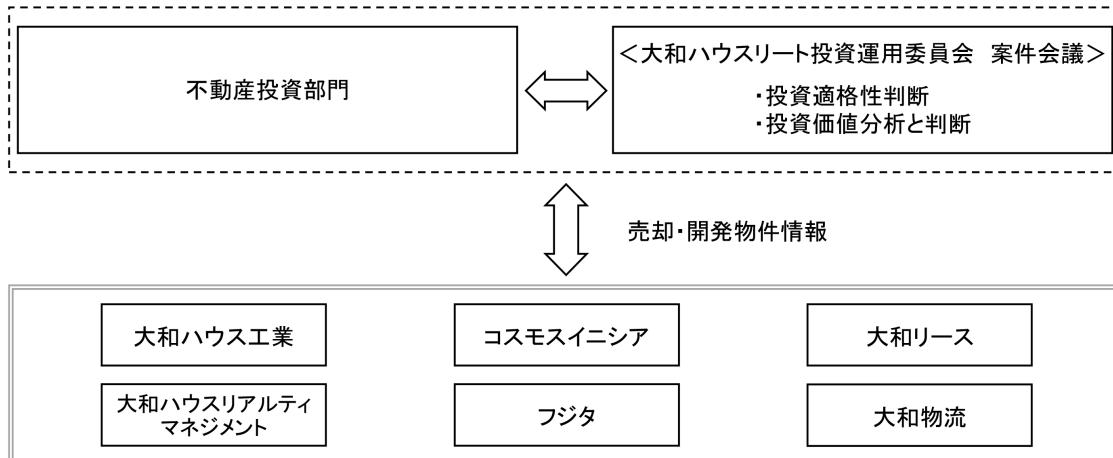 不動産投資部門
＜大和ハウスリート投資運用委員会　案件会議＞
・投資適格性判断
・投資価値分析と判断
売却・開発物件情報
大和ハウス工業
コスモスイニシア
大和リース
大和ハウスリアルティ
マネジメント
フジタ
大和物流